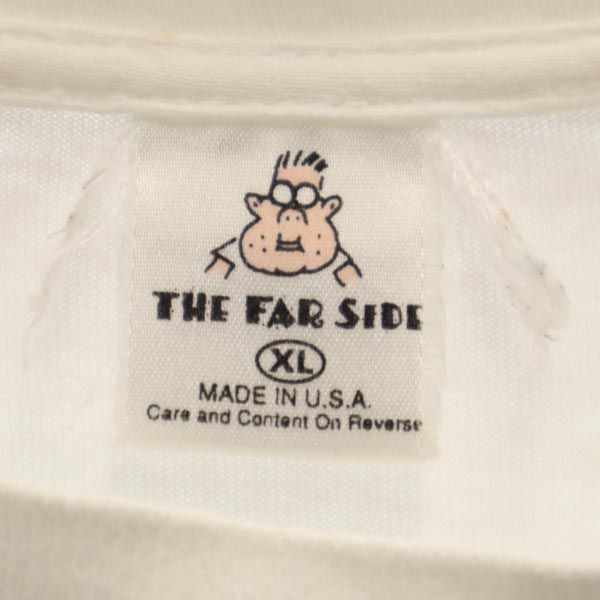 THE FAR SIDE
XL
MADE IN U.S.A.
Care and Content On Reverse